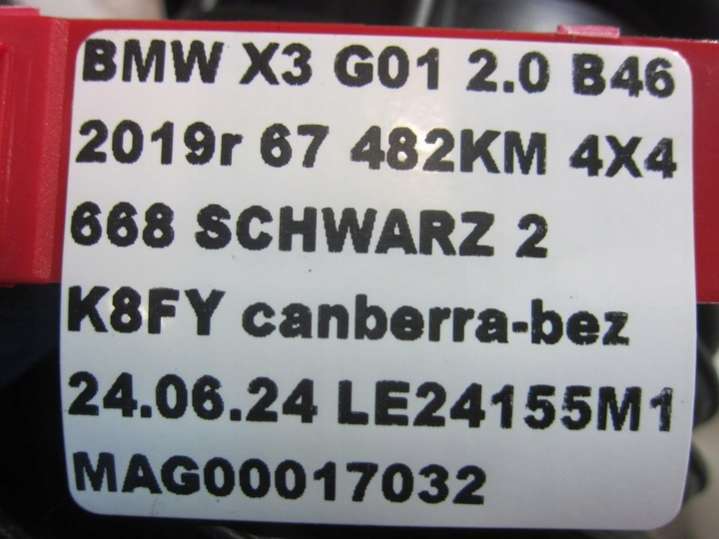 BMW X3 G01 2.0 B46
2019r 67 482KM 4X4
668 SCHWARZ 2
K8FY canberra-bez
24.06.24 LE24155M1
MAG00017032